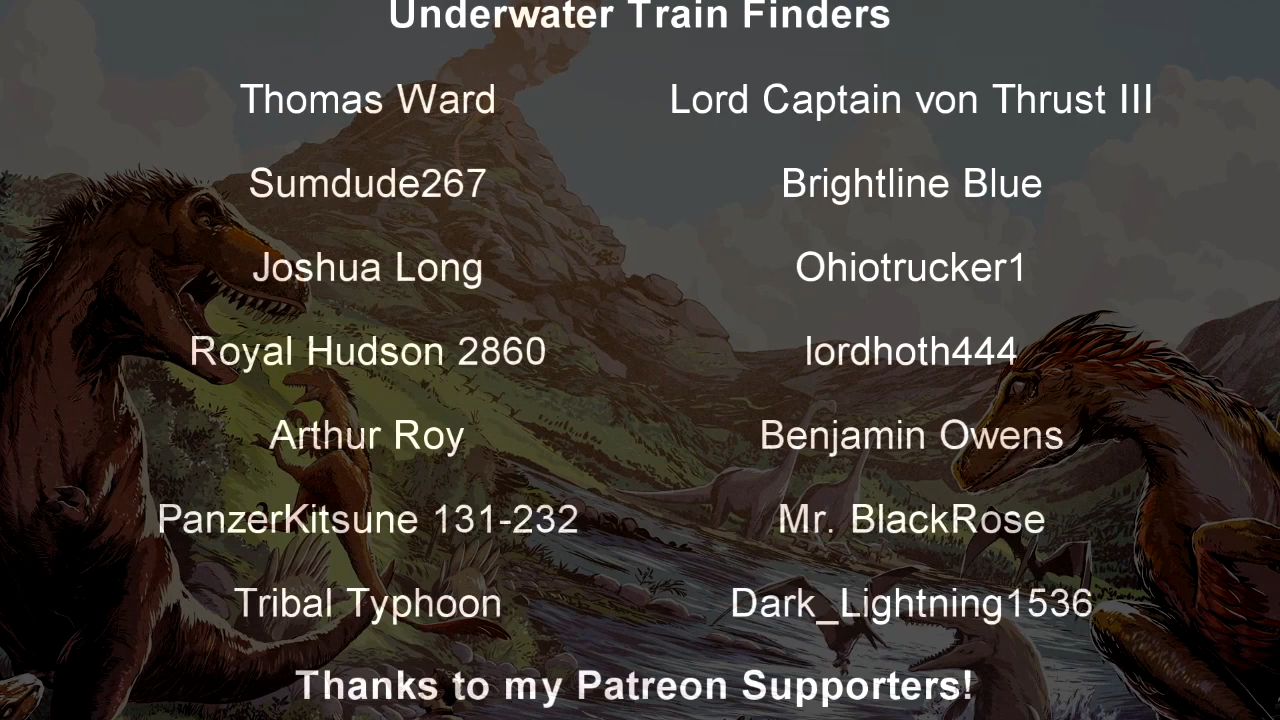 Underwater Train Finders
Thomas Ward
Lord Captain von Thrust III
Sumdude267
Brightline Blue
Joshua Long
Ohiotrucker1
Royal Hudson 2860
lordhoth444
Arthur Roy
Benjamin Owens
PanzerKitsune 131-232
Mr. BlackRose
Tribal Typhoon
Dark_Lightning1536
Thanks to my Patreon Supporters!